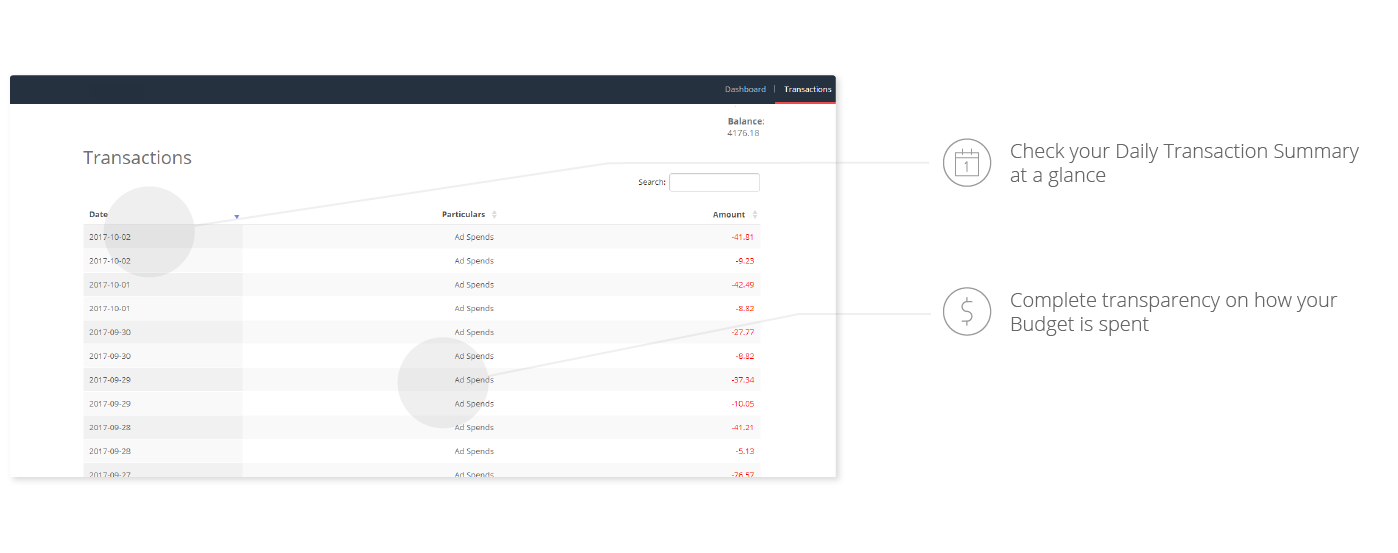 Dashboard | Transactions
Balance:
4176.18
Transactions
Search:
Date Particulars Amount
2017-10-02 Ad Spends -41.81
2017-10-02 Ad Spends -9.23
2017-10-01 Ad Spends -42.49
2017-10-01 Ad Spends -8.82
2017-09-30 Ad Spends -27.77
2017-09-30 Ad Spends -8.82
2017-09-29 Ad Spends -37.34
2017-09-29 Ad Spends -10.05
2017-09-28 Ad Spends -41.21
2017-09-28 Ad Spends -5.13
2017-09-27 Ad Spends -76.57
1
Check your Daily Transaction Summary
at a glance
$
Complete transparency on how your
Budget is spent